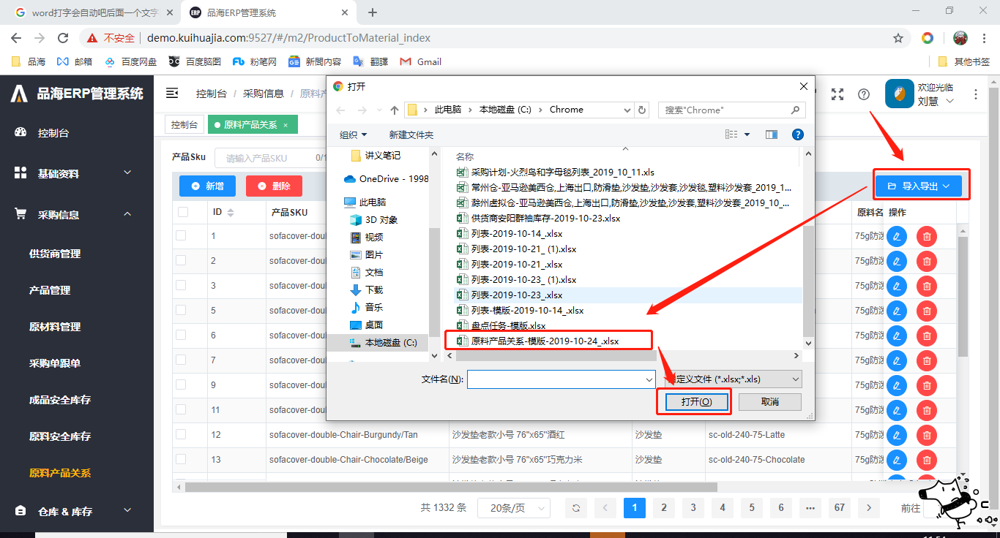 word打字会自动吧后面一个文字
品海ERP管理系统
不安全
demo.kuihuajia.com:9527/#/m2/ProductToMaterial_index
品海
邮箱
百度网盘
百度脑图
粉笔网
新聞内容
翻譯
Gmail
其他书签
品海ERP管理系统
控制台 / 采购信息 / 原料产
欢迎光临
刘慧
控制台
原料产品关系 ×
控制台
基础资料
采购信息
供货商管理
产品管理
原材料管理
采购单跟单
成品安全库存
原料安全库存
原料产品关系
仓库 & 库存
产品Sku
请输入产品SKU
0/1
新增
删除
导入导出
ID
产品SKU
原料名
操作
1
sofacover-dou
75g防泼
2
sofacover-dou
75g防泼
3
sofacover-dou
75g防泼
5
sofacover-dou
75g防泼
6
sofacover-dou
75g防泼
7
sofacover-dou
75g防泼
9
sofacover-dou
75g防泼
11
sofacover-dou
75g防泼
12
sofacover-double-Chair-Burgundy/Tan
沙发垫老款小号 76"x65"酒红
沙发垫
sc-old-240-75-Latte
75g防泼
13
sofacover-double-Chair-Chocolate/Beige
沙发垫老款小号 76"x65"巧克力米
沙发垫
sc-old-240-75-Chocolate
75g防泼
共 1332 条
20条/页
1
2
3
4
5
6
67
前往
打开
此电脑
本地磁盘 (C:)
Chrome
搜索"Chrome"
组织
新建文件夹
讲义笔记
OneDrive - 1998
此电脑
3D 对象
视频
图片
文档
下载
音乐
桌面
本地磁盘 (C:)
名称
采购计划-火烈鸟和字母毯列表_2019_10_11.xls
常州仓-亚马逊美西仓,上海出口,防滑垫,沙发垫,沙发套,沙发毯,塑料沙发套_2019_1...
滁州虚拟仓-亚马逊美西仓,上海出口,防滑垫,沙发垫,沙发套,塑料沙发套_2019_10_...
供货商安阳群袖库存-2019-10-23.xlsx
列表-2019-10-14_.xlsx
列表-2019-10-21_ (1).xlsx
列表-2019-10-21_.xlsx
列表-2019-10-23_ (1).xlsx
列表-2019-10-23_.xlsx
列表-模版-2019-10-14_.xlsx
盘点任务-模版.xlsx
原料产品关系-模版-2019-10-24_.xlsx
文件名(N):
定义文件 (*.xlsx;*.xls)
打开(O)
取消